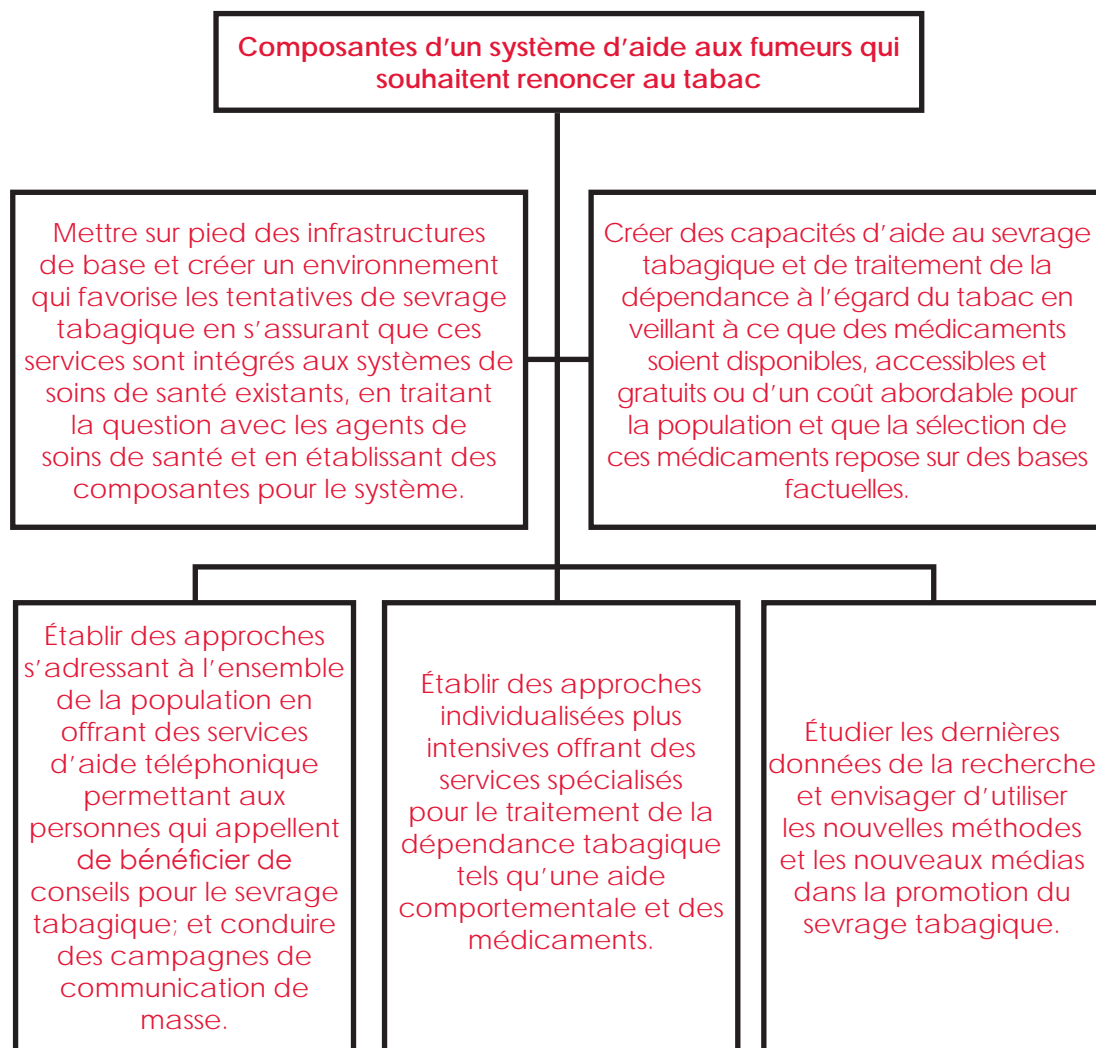 Composantes d'un système d'aide aux fumeurs qui
souhaitent renoncer au tabac
Mettre sur pied des infrastructures
de base et créer un environnement
qui favorise les tentatives de sevrage
tabagique en s'assurant que ces
services sont intégrés aux systèmes de
soins de santé existants, en traitant
la question avec les agents de
soins de santé et en établissant des
composantes pour le système.
Créer des capacités d'aide au sevrage
tabagique et de traitement de la
dépendance à l'égard du tabac en
veillant à ce que des médicaments
soient disponibles, accessibles et
gratuits ou d'un coût abordable pour
la population et que la sélection de
ces médicaments repose sur des bases
factuelles.
Établir des approches
s'adressant à l'ensemble
de la population en
offrant des services
d'aide téléphonique
permettant aux
personnes qui appellent
de bénéficier de
conseils pour le sevrage
tabagique; et conduire
des campagnes de
communication de
masse.
Établir des approches
individualisées plus
intensives offrant des
services spécialisés
pour le traitement de la
dépendance tabagique
tels qu'une aide
comportementale et des
médicaments.
Étudier les dernières
données de la recherche
et envisager d'utiliser
les nouvelles méthodes
et les nouveaux médias
dans la promotion du
sevrage tabagique.